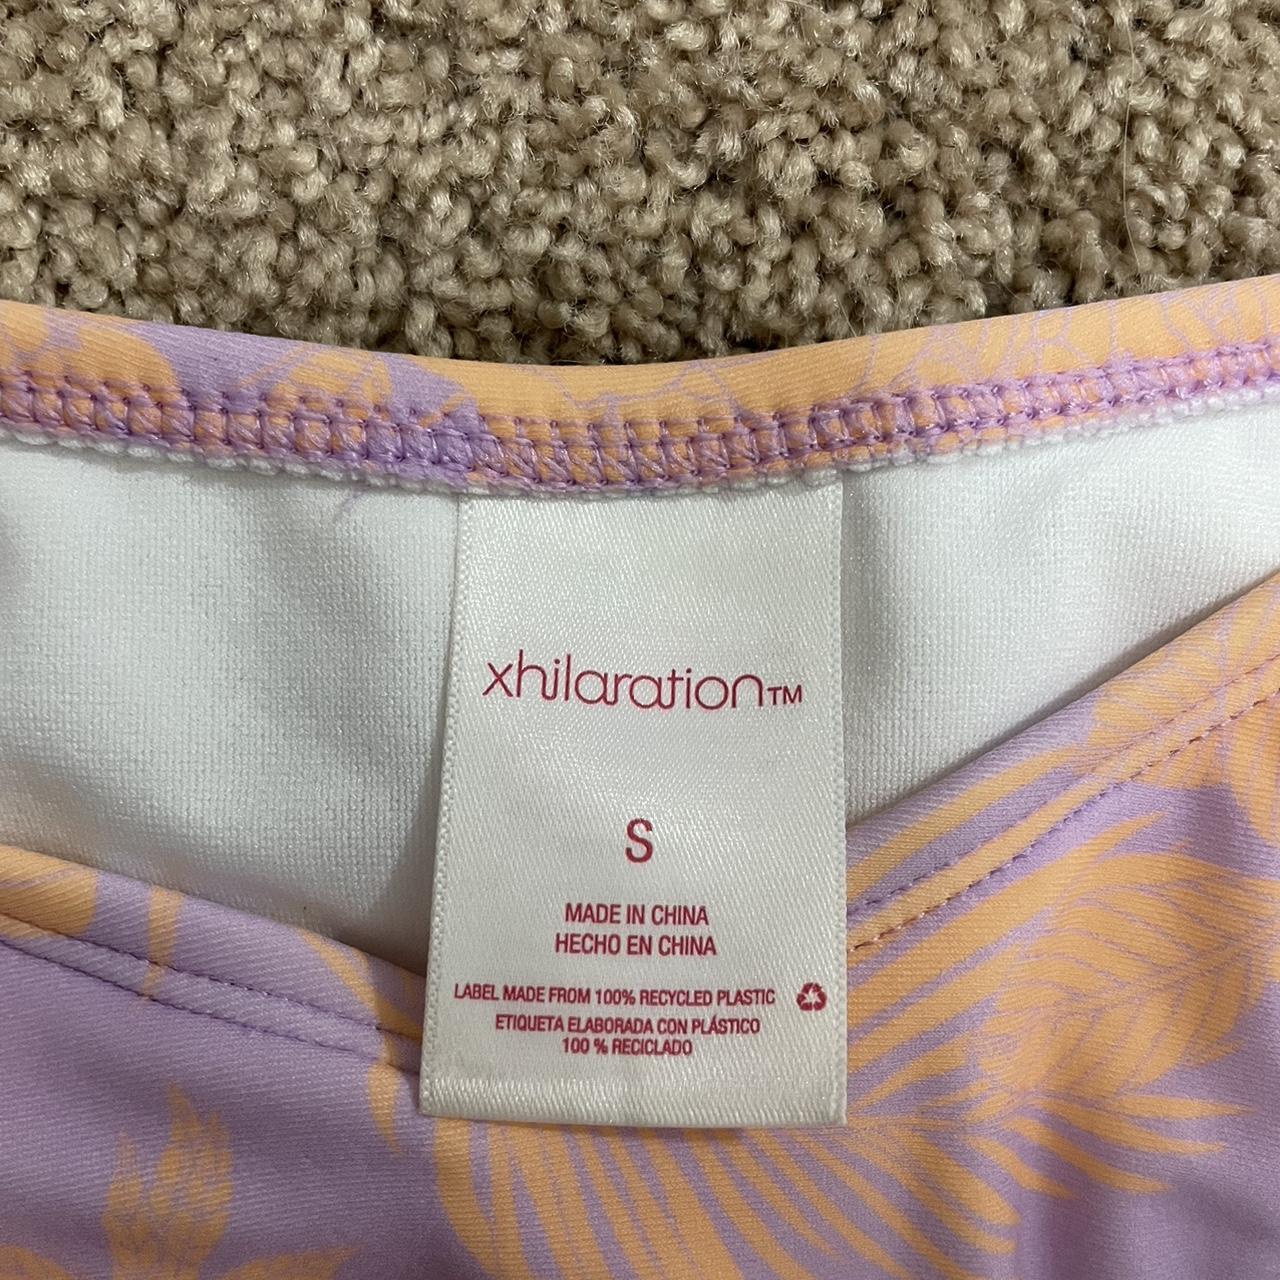 xhilaration™
S
MADE IN CHINA
HECHO EN CHINA
LABEL MADE FROM 100% RECYCLED PLASTIC
ETIQUETA ELABORADA CON PLÁSTICO
100 % RECICLADO